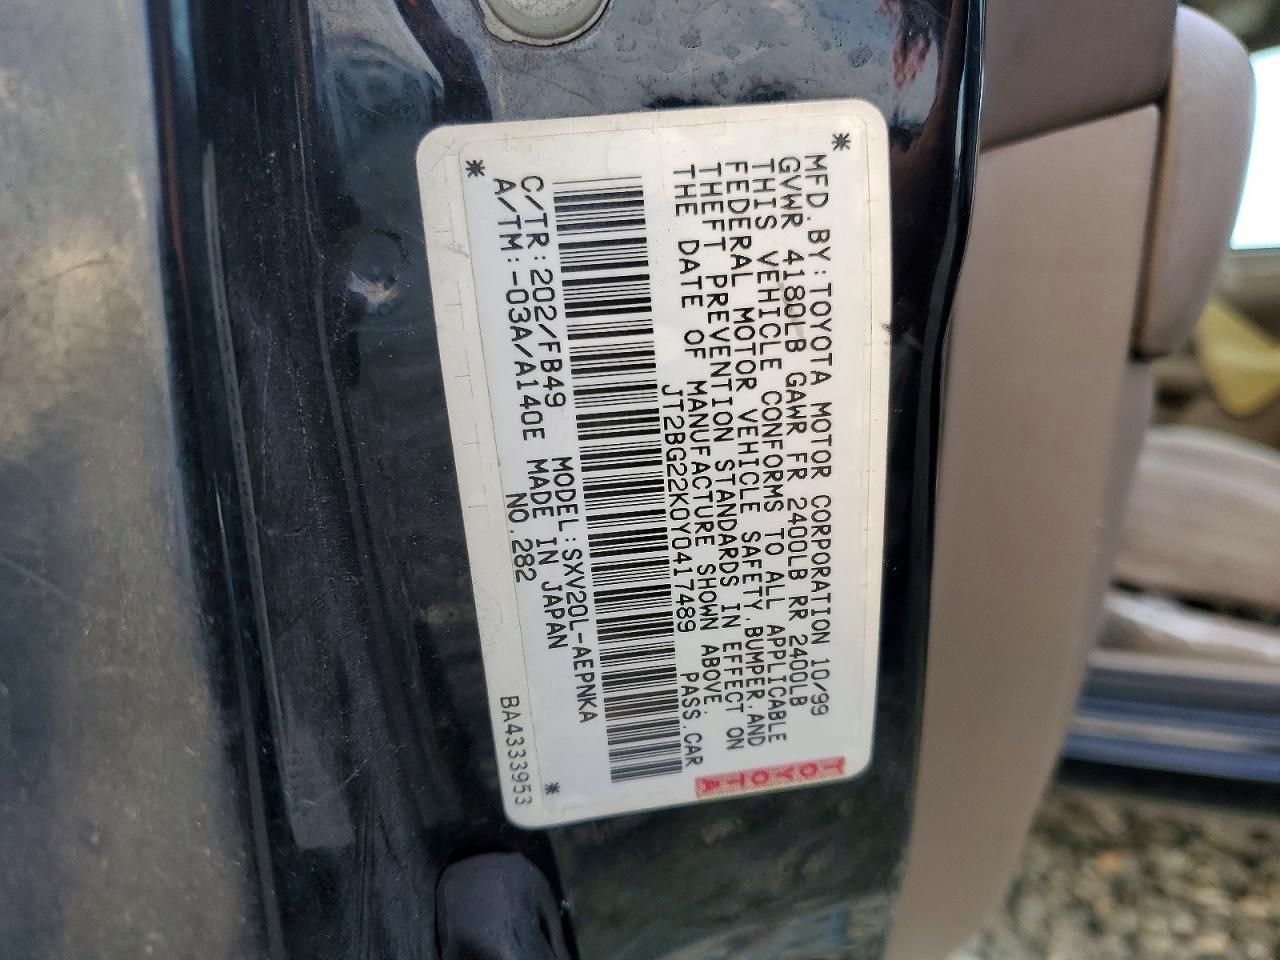 MFD. BY: TOYOTA MOTOR CORPORATION 10/99
GVWR 4180LB GAWR FR 2400LB RR 2400LB
THIS VEHICLE CONFORMS TO ALL APPLICABLE
FEDERAL MOTOR VEHICLE SAFETY, BUMPER, AND
THEFT PREVENTION STANDARDS IN EFFECT ON
THE DATE OF MANUFACTURE SHOWN ABOVE.
JT2BG22K0Y0417489 PASS. CAR
C/TR: 202/FB49 MODEL: SXV20L-AEPNKA
A/TM: -03A/A140E MADE IN JAPAN
NO. 282
BA4333953
TOYOTA